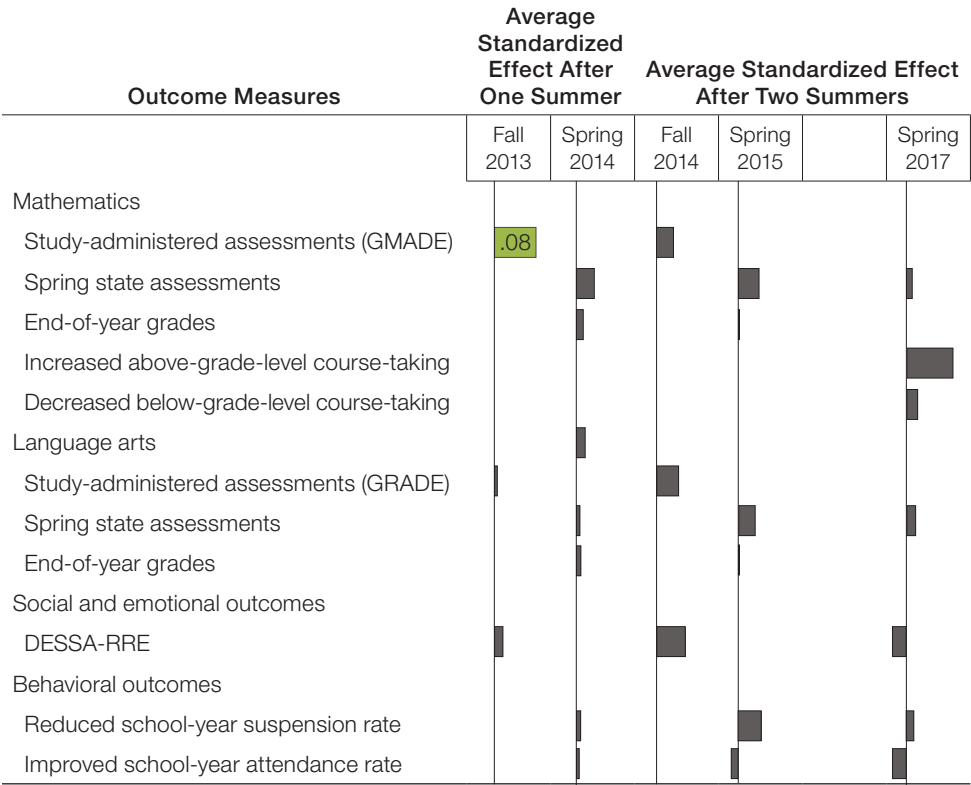 Average
Standardized
Effect After
One Summer
Average Standardized Effect
After Two Summers
Outcome Measures
Fall
2013
Spring
2014
Fall
2014
Spring
2015
Spring
2017
Mathematics
Study-administered assessments (GMADE)
.08
Spring state assessments
End-of-year grades
Increased above-grade-level course-taking
Decreased below-grade-level course-taking
Language arts
Study-administered assessments (GRADE)
Spring state assessments
End-of-year grades
Social and emotional outcomes
DESSA-RRE
Behavioral outcomes
Reduced school-year suspension rate
Improved school-year attendance rate